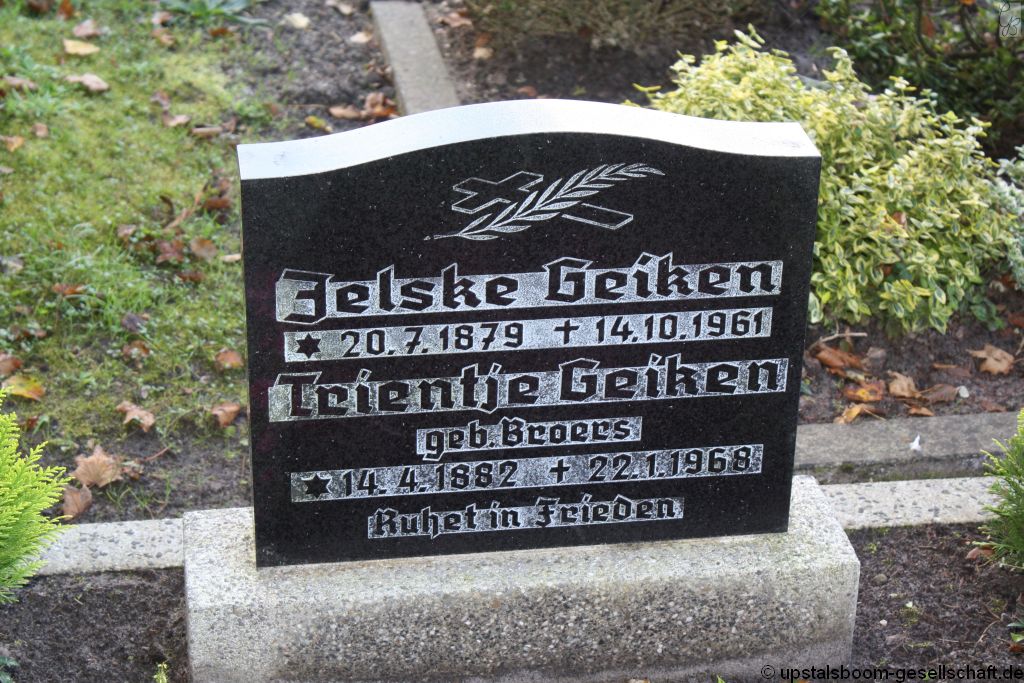 Jelske Geiken
* 20.7.1879 † 14.10.1961
Trientje Geiken
geb. Broers
* 14.4.1882 † 22.1.1968
Ruhet in Frieden
© upstalsboom-gesellschaft.de